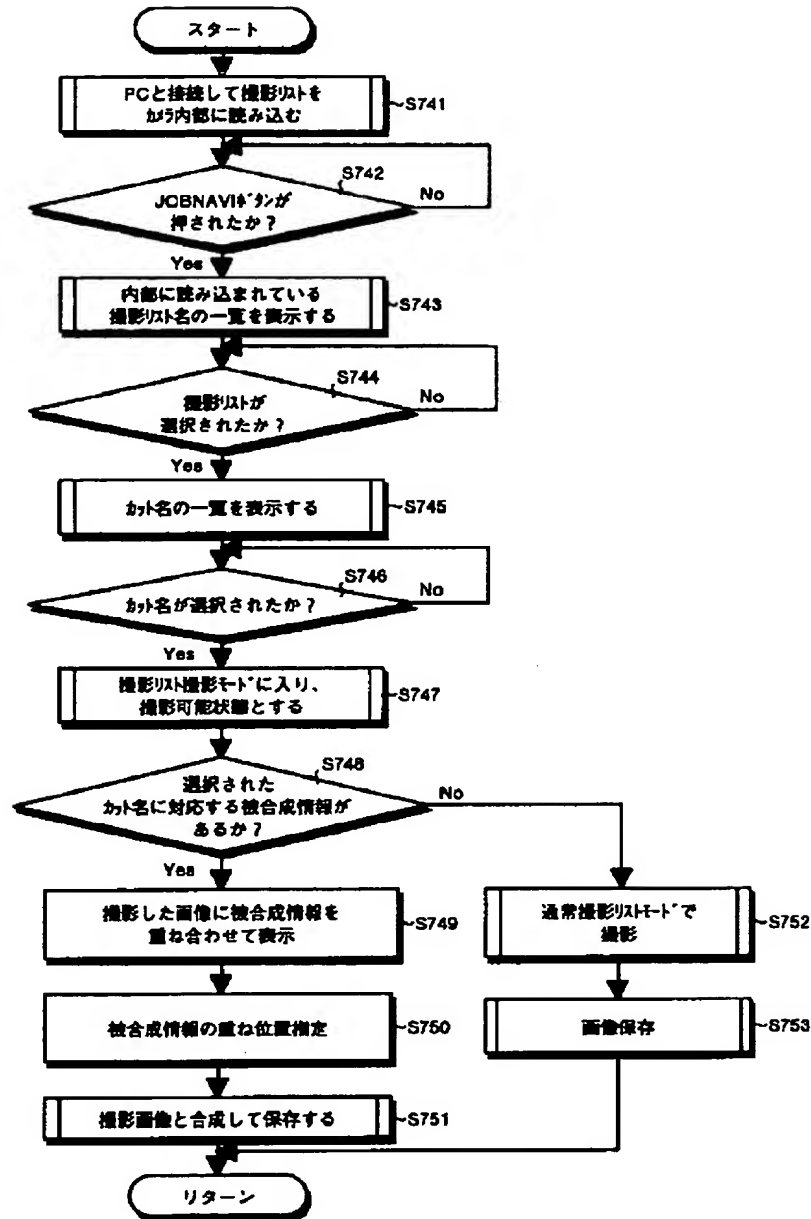 スタート
PCと接続して撮影リストを
カメラ内部に読み込む
S741
S742
JOBNAVIボタンが
押されたか？
No
Yes
内部に読み込まれている
撮影リスト名の一覧を表示する
S743
S744
撮影リストが
選択されたか？
No
Yes
カット名の一覧を表示する
S745
S746
カット名が選択されたか？
No
Yes
撮影リスト撮影モードに入り、
撮影可能状態とする
S747
S748
選択された
カット名に対応する被合成情報が
あるか？
No
Yes
撮影した画像に被合成情報を
重ね合わせて表示
S749
通常撮影リストモードで
撮影
S752
被合成情報の重ね位置指定
S750
画像保存
S753
撮影画像と合成して保存する
S751
リターン